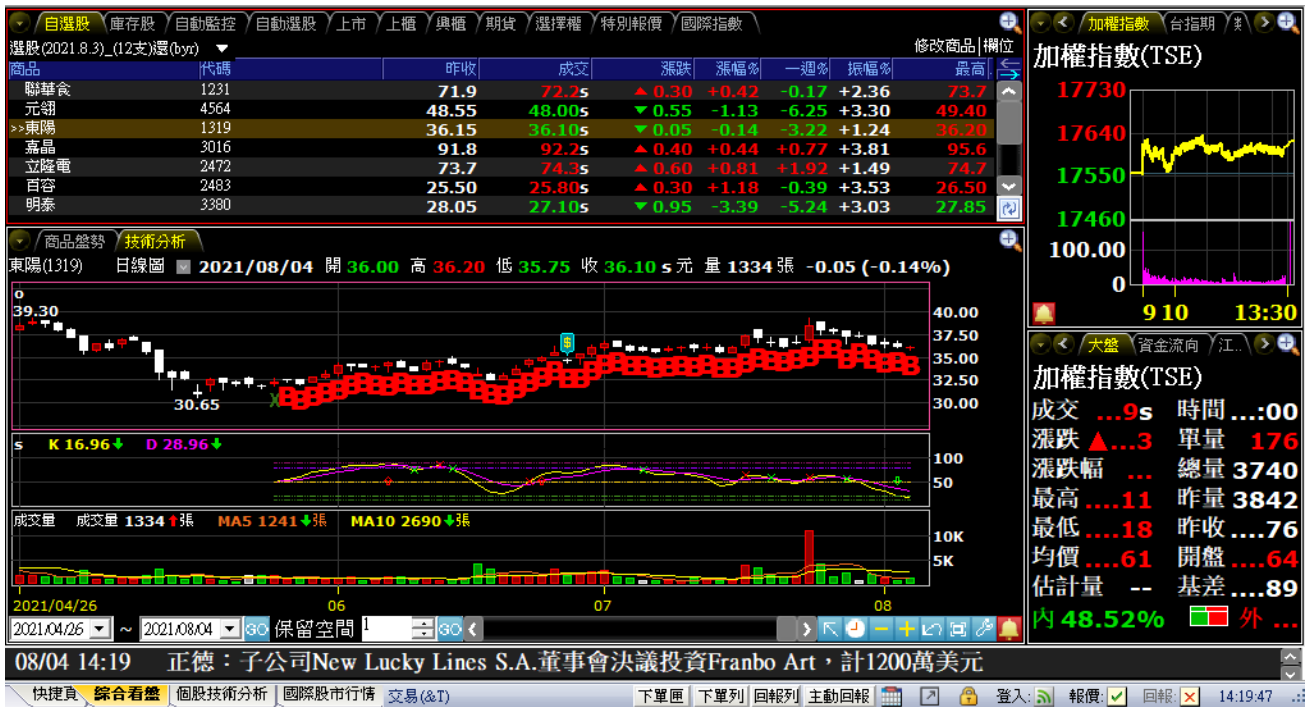 自選股 庫存股 自動監控 自動選股 上市 上櫃 興櫃 期貨 選擇權 特別報價 國際指數
選股(2021.8.3)_(12支)還(byr) 修改商品 欄位
商品 代碼 昨收 成交 漲跌 漲幅% 一週% 振幅% 最高
聯華食 1231 71.9 72.2s ▲ 0.30 +0.42 -0.17 +2.36 73.7
元翎 4564 48.55 48.00s ▼ 0.55 -1.13 -6.25 +3.30 49.40
>>東陽 1319 36.15 36.10s ▼ 0.05 -0.14 -3.22 +1.24 36.20
嘉晶 3016 91.8 92.2s ▲ 0.40 +0.44 +0.77 +3.81 95.6
立隆電 2472 73.7 74.3s ▲ 0.60 +0.81 +1.92 +1.49 74.7
百容 2483 25.50 25.80s ▲ 0.30 +1.18 -0.39 +3.53 26.50
明泰 3380 28.05 27.10s ▼ 0.95 -3.39 -5.24 +3.03 27.85
商品盤勢 技術分析
東陽(1319) 日線圖 2021/08/04 開 36.00 高 36.20 低 35.75 收 36.10 s 元 量 1334 張 -0.05 (-0.14%)
o
39.30
30.65
X
40.00
37.50
35.00
32.50
30.00
s K 16.96 D 28.96
100
50
成交量 成交量 1334 張 MA5 1241 張 MA10 2690 張
10K
5K
2021/04/26 06 07 08
2021/04/26 ~ 2021/08/04 GO 保留空間 1 GO
加權指數 台指期
加權指數(TSE)
17730
17640
17550
17460
100.00
0
9 10 13:30
大盤 資金流向 江..
加權指數(TSE)
成交 ...9s 時間 ...:00
漲跌 ▲...3 單量 176
漲跌幅 ... 總量 3740
最高 ....11 昨量 3842
最低 ....18 昨收 ....76
均價 ....61 開盤 ....64
估計量 -- 基差 ....89
內 48.52% 外 ...
08/04 14:19 正德：子公司New Lucky Lines S.A.董事會決議投資Franbo Art，計1200萬美元
快捷頁 綜合看盤 個股技術分析 國際股市行情 交易(&T) 下單匣 下單列 回報列 主動回報 登入: 報價: 回報: 14:19:47